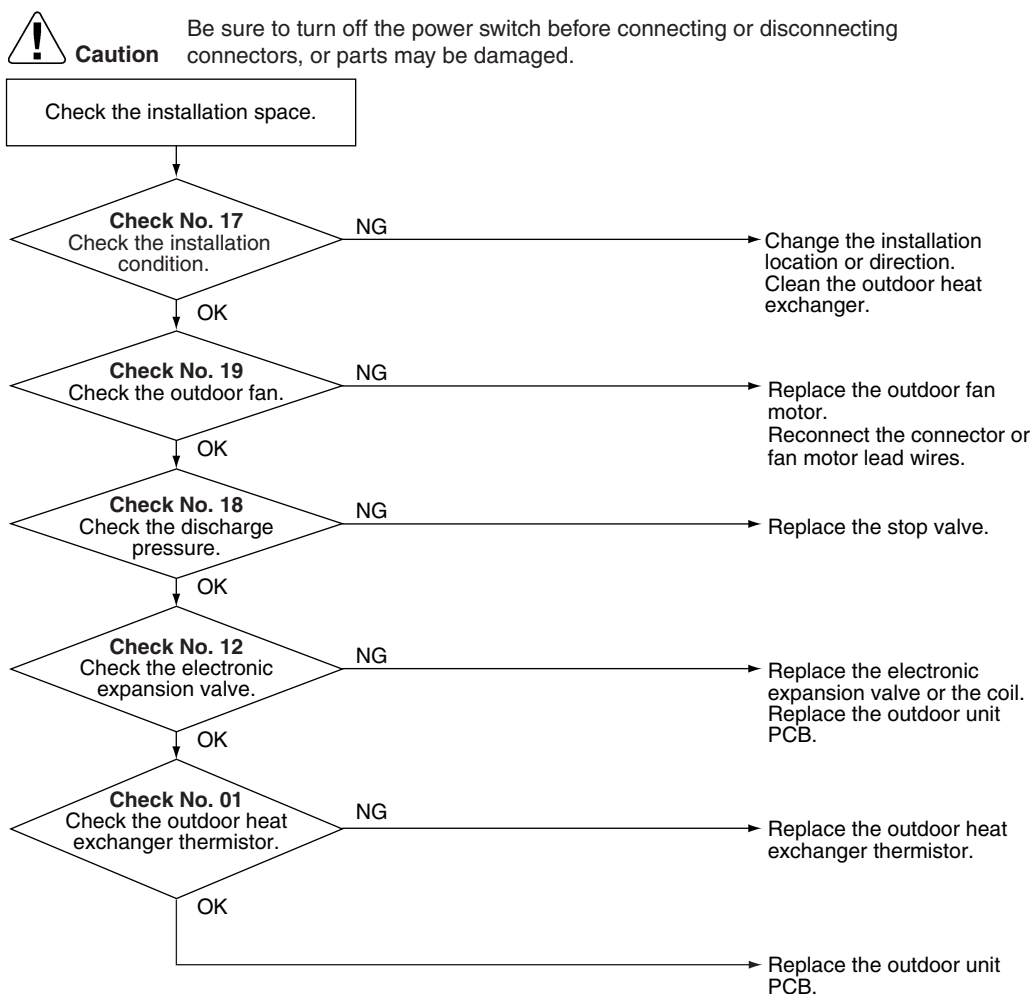 Be sure to turn off the power switch before connecting or disconnecting
Caution connectors, or parts may be damaged.
Check the installation space.
Check No. 17
Check the installation
condition.
NG
Change the installation
location or direction.
Clean the outdoor heat
exchanger.
OK
Check No. 19
Check the outdoor fan.
NG
Replace the outdoor fan
motor.
Reconnect the connector or
fan motor lead wires.
OK
Check No. 18
Check the discharge
pressure.
NG
Replace the stop valve.
OK
Check No. 12
Check the electronic
expansion valve.
NG
Replace the electronic
expansion valve or the coil.
Replace the outdoor unit
PCB.
OK
Check No. 01
Check the outdoor heat
exchanger thermistor.
NG
Replace the outdoor heat
exchanger thermistor.
OK
Replace the outdoor unit
PCB.